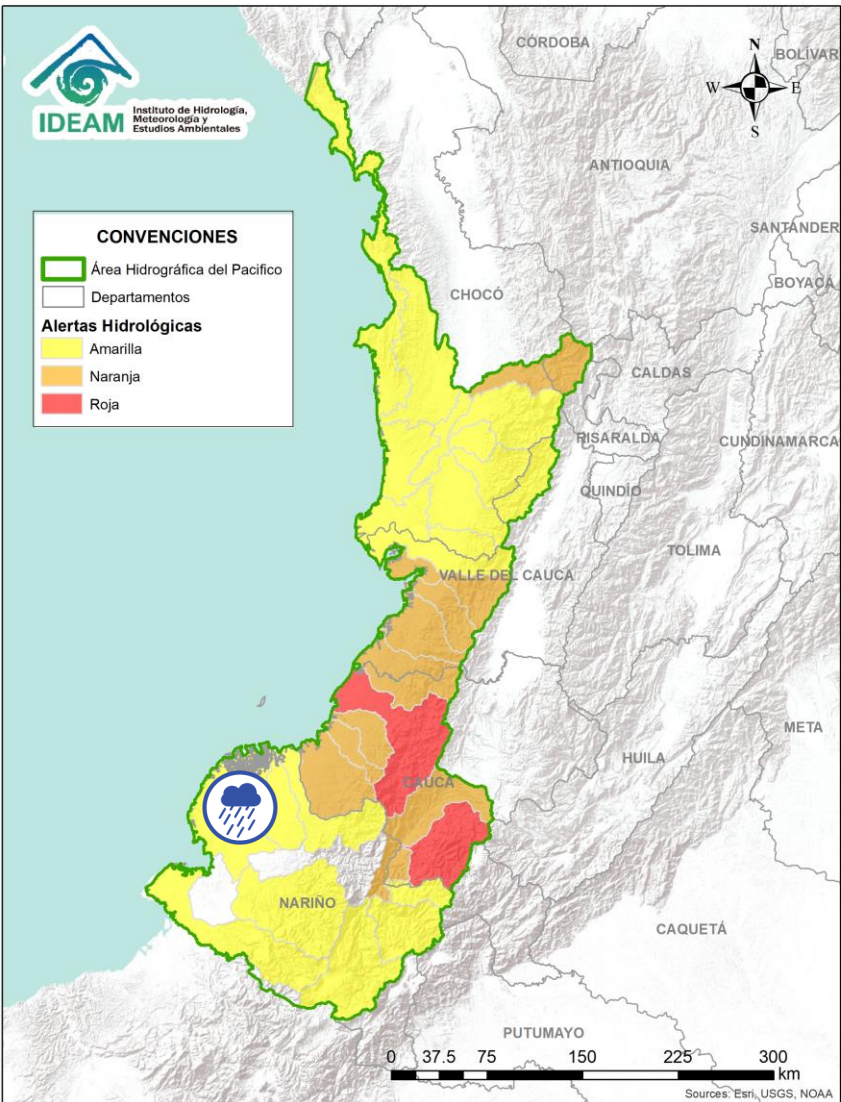 IDEAM
Instituto de Hidrología,
Meteorología y
Estudios Ambientales
N
W
E
S
CONVENCIONES
Área Hidrográfica del Pacifico
Departamentos
Alertas Hidrológicas
Amarilla
Naranja
Roja
CÓRDOBA
BOLÍVAR
ANTIOQUIA
SANTANDER
BOYACÁ
CHOCÓ
CALDAS
RISARALDA
CUNDINAMARCA
QUINDÍO
TOLIMA
VALLE DEL CAUCA
META
HUILA
CAUCA
NARIÑO
CAQUETÁ
PUTUMAYO
0 37.5 75 150 225 300
km
Sources: Esri, USGS, NOAA